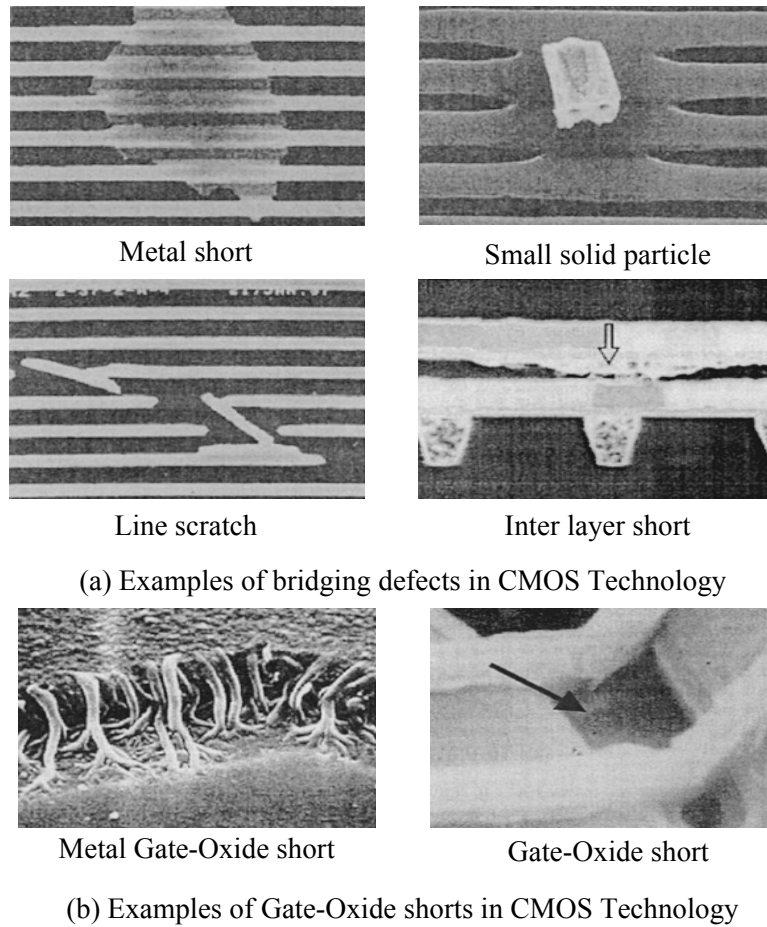 Metal short
Small solid particle
Line scratch
Inter layer short
(a) Examples of bridging defects in CMOS Technology
Metal Gate-Oxide short
Gate-Oxide short
(b) Examples of Gate-Oxide shorts in CMOS Technology